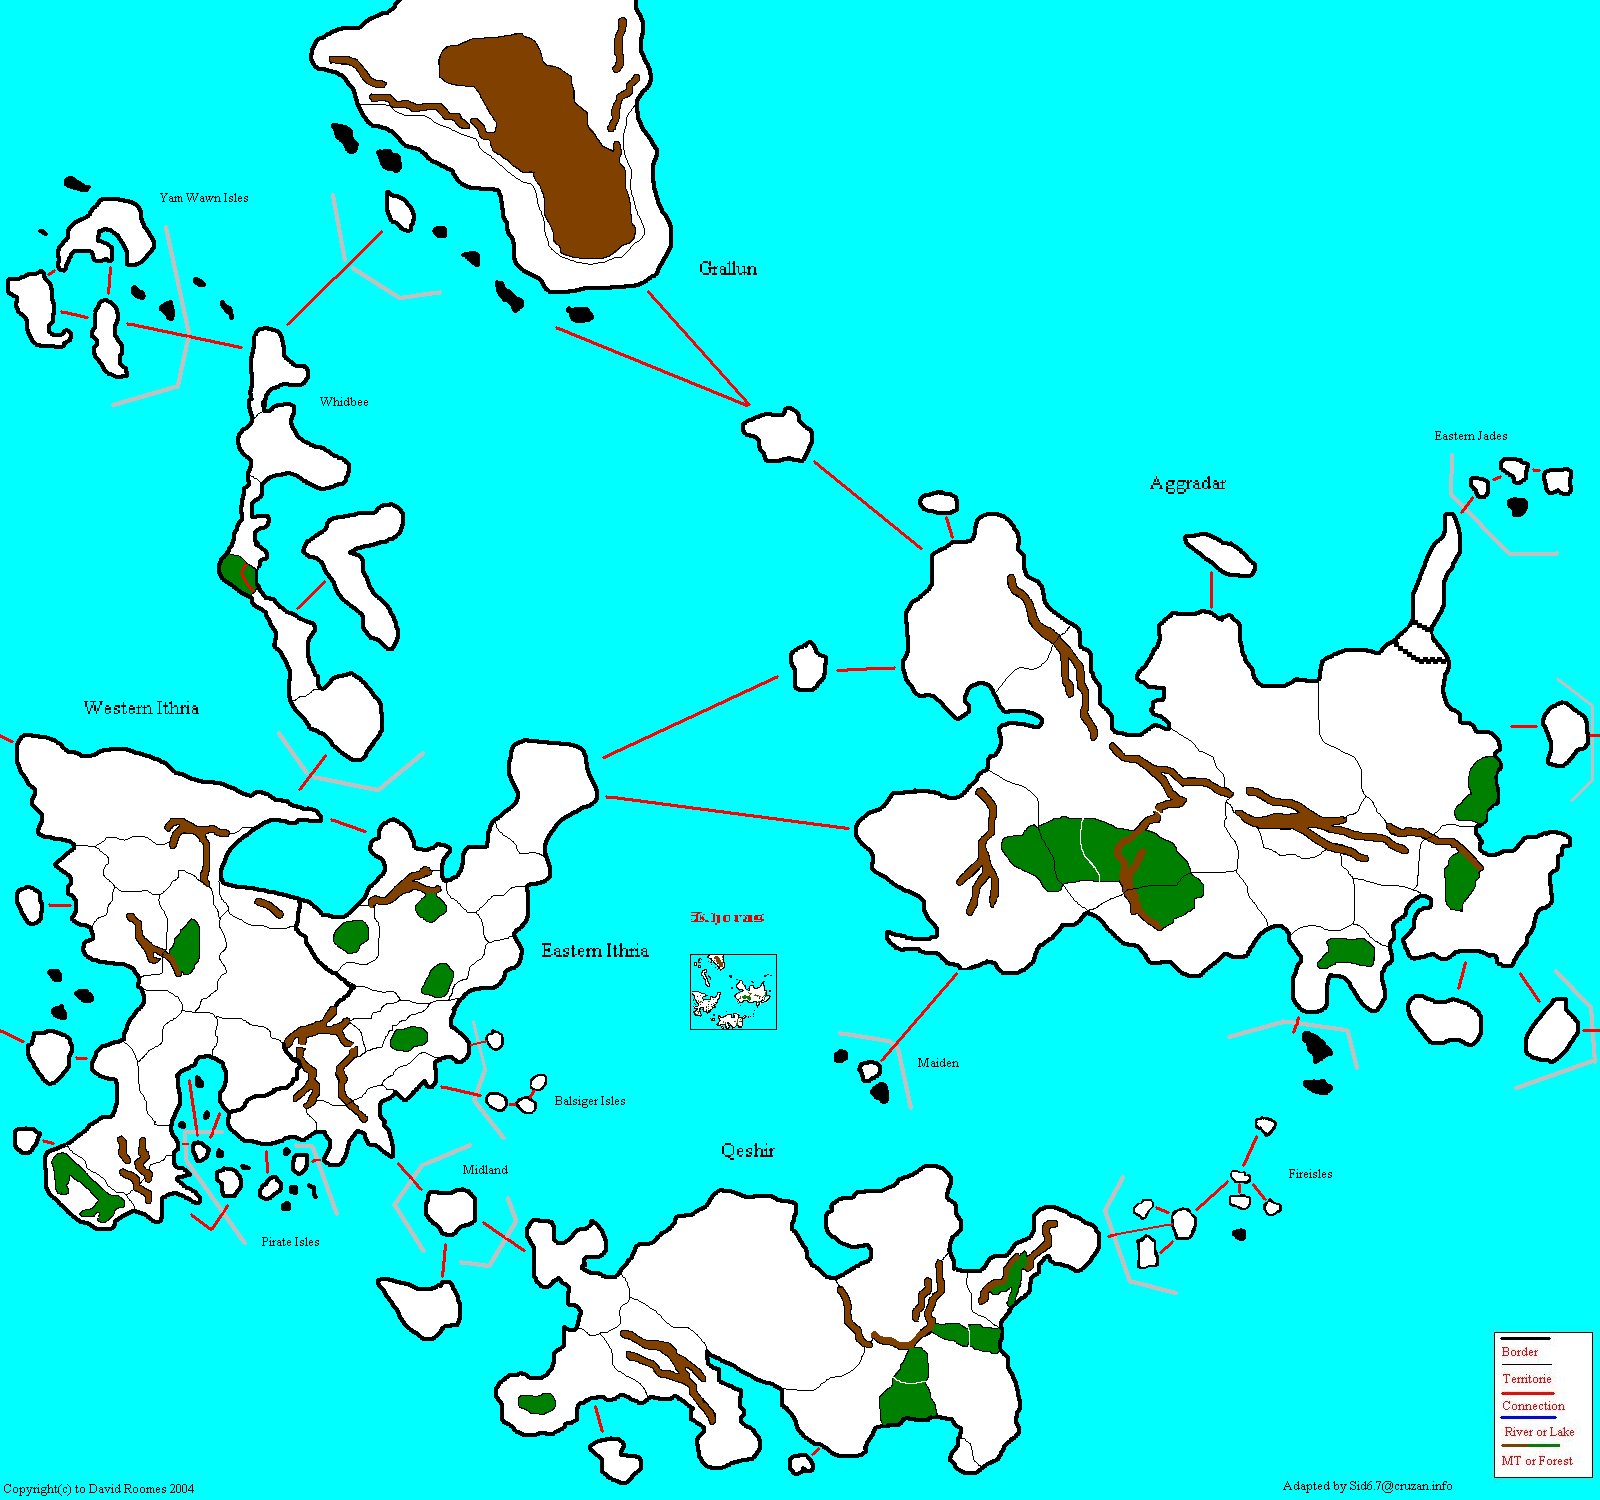 Yam Wawn Isles
Grallun
Whidbee
Eastern Jades
Aggradar
Western Ithria
Khoras
Eastern Ithria
Maiden
Balsiger Isles
Qeshir
Midland
Fireisles
Pirate Isles
Border
Territorie
Connection
River or Lake
MT or Forest
Copyright(c) to David Roomes 2004
Adapted by Sid6.7@cruzan.info